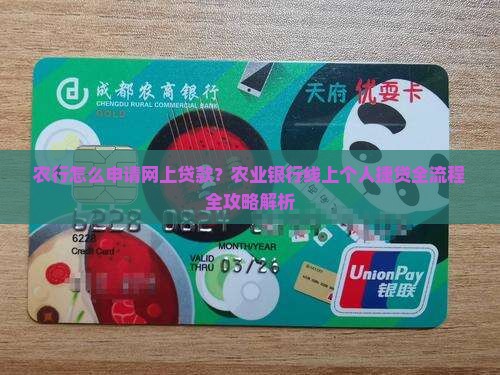 成都农商银行
CHENGDU RURAL COMMERCIAL BANK
GOLD
天府 优耍卡
农行怎么申请网上贷款？农业银行线上个人捷贷全流程
全攻略解析
6228
6228
Credit Card
MONTH/YEAR
VALID
THRU
03/26
UnionPay
银联